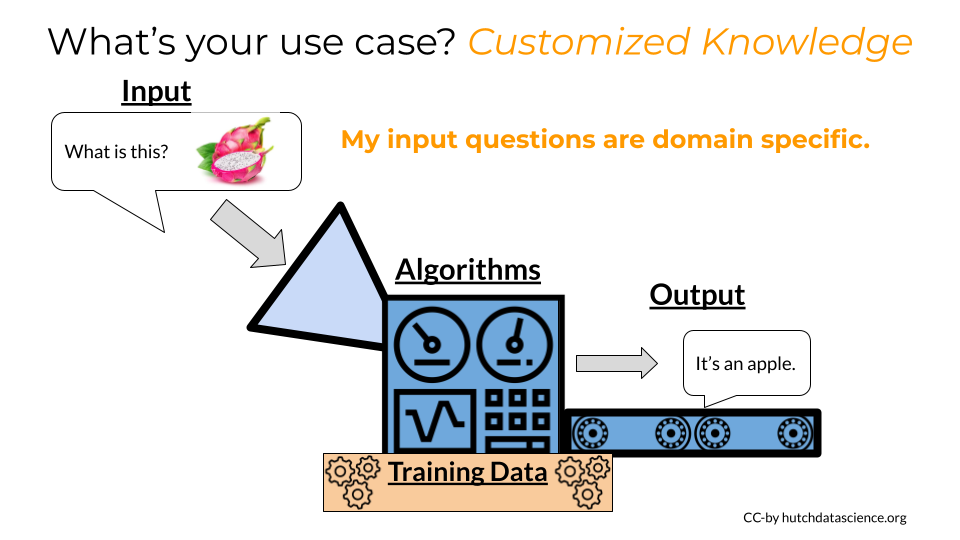 What's your use case? Customized Knowledge
Input
What is this?
My input questions are domain specific.
Algorithms
Output
It's an apple.
Training Data
CC-by hutchdatascience.org